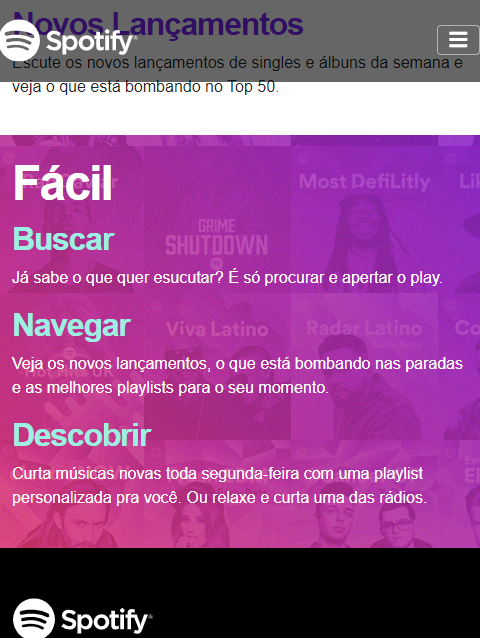 Novos Lançamentos
Spotify
Escute os novos lançamentos de singles e álbuns da semana e
veja o que está bombando no Top 50.
Fácil
Most DefiLitly
GRIME
SHUTDOWN
Buscar
Já sabe o que quer esucutar? É só procurar e apertar o play.
Navegar
Viva Latino
Radar Latino
Veja os novos lançamentos, o que está bombando nas paradas
e as melhores playlists para o seu momento.
Descobrir
Curta músicas novas toda segunda-feira com uma playlist
personalizada pra você. Ou relaxe e curta uma das rádios.
Spotify